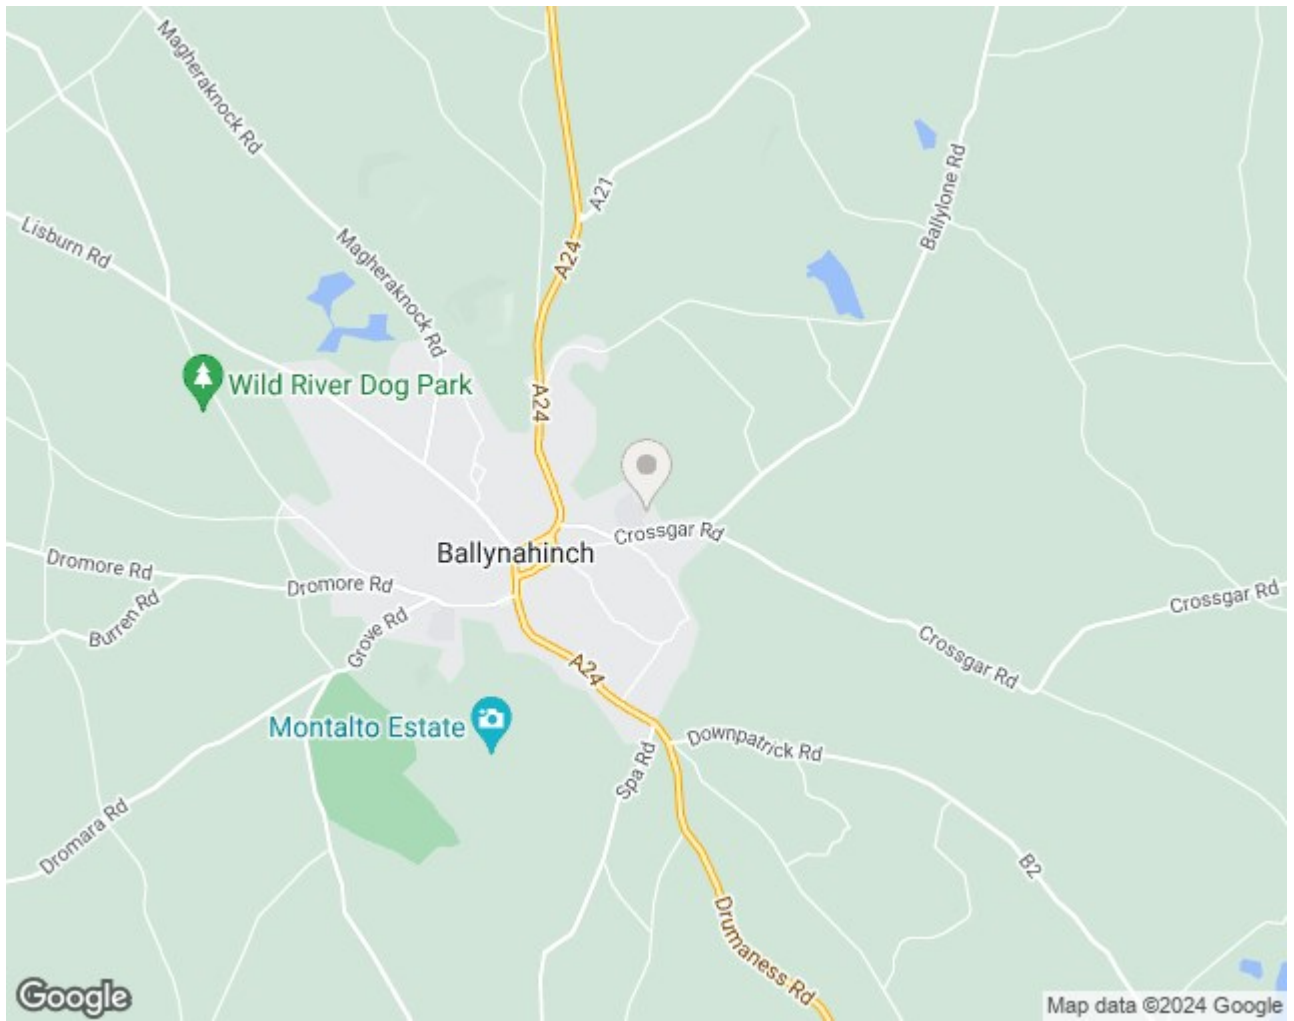 Magheraknock Rd
A21
Ballylone Rd
Lisburn Rd
Magheraknock Rd
A24
Wild River Dog Park
A24
Crossgar Rd
Ballynahinch
Dromore Rd
Dromore Rd
Crossgar Rd
Burren Rd
Grove Rd
Crossgar Rd
A24
Montalto Estate
Downpatrick Rd
Spa Rd
Dromara Rd
B2
Drumaness Rd
Google
Map data ©2024 Google